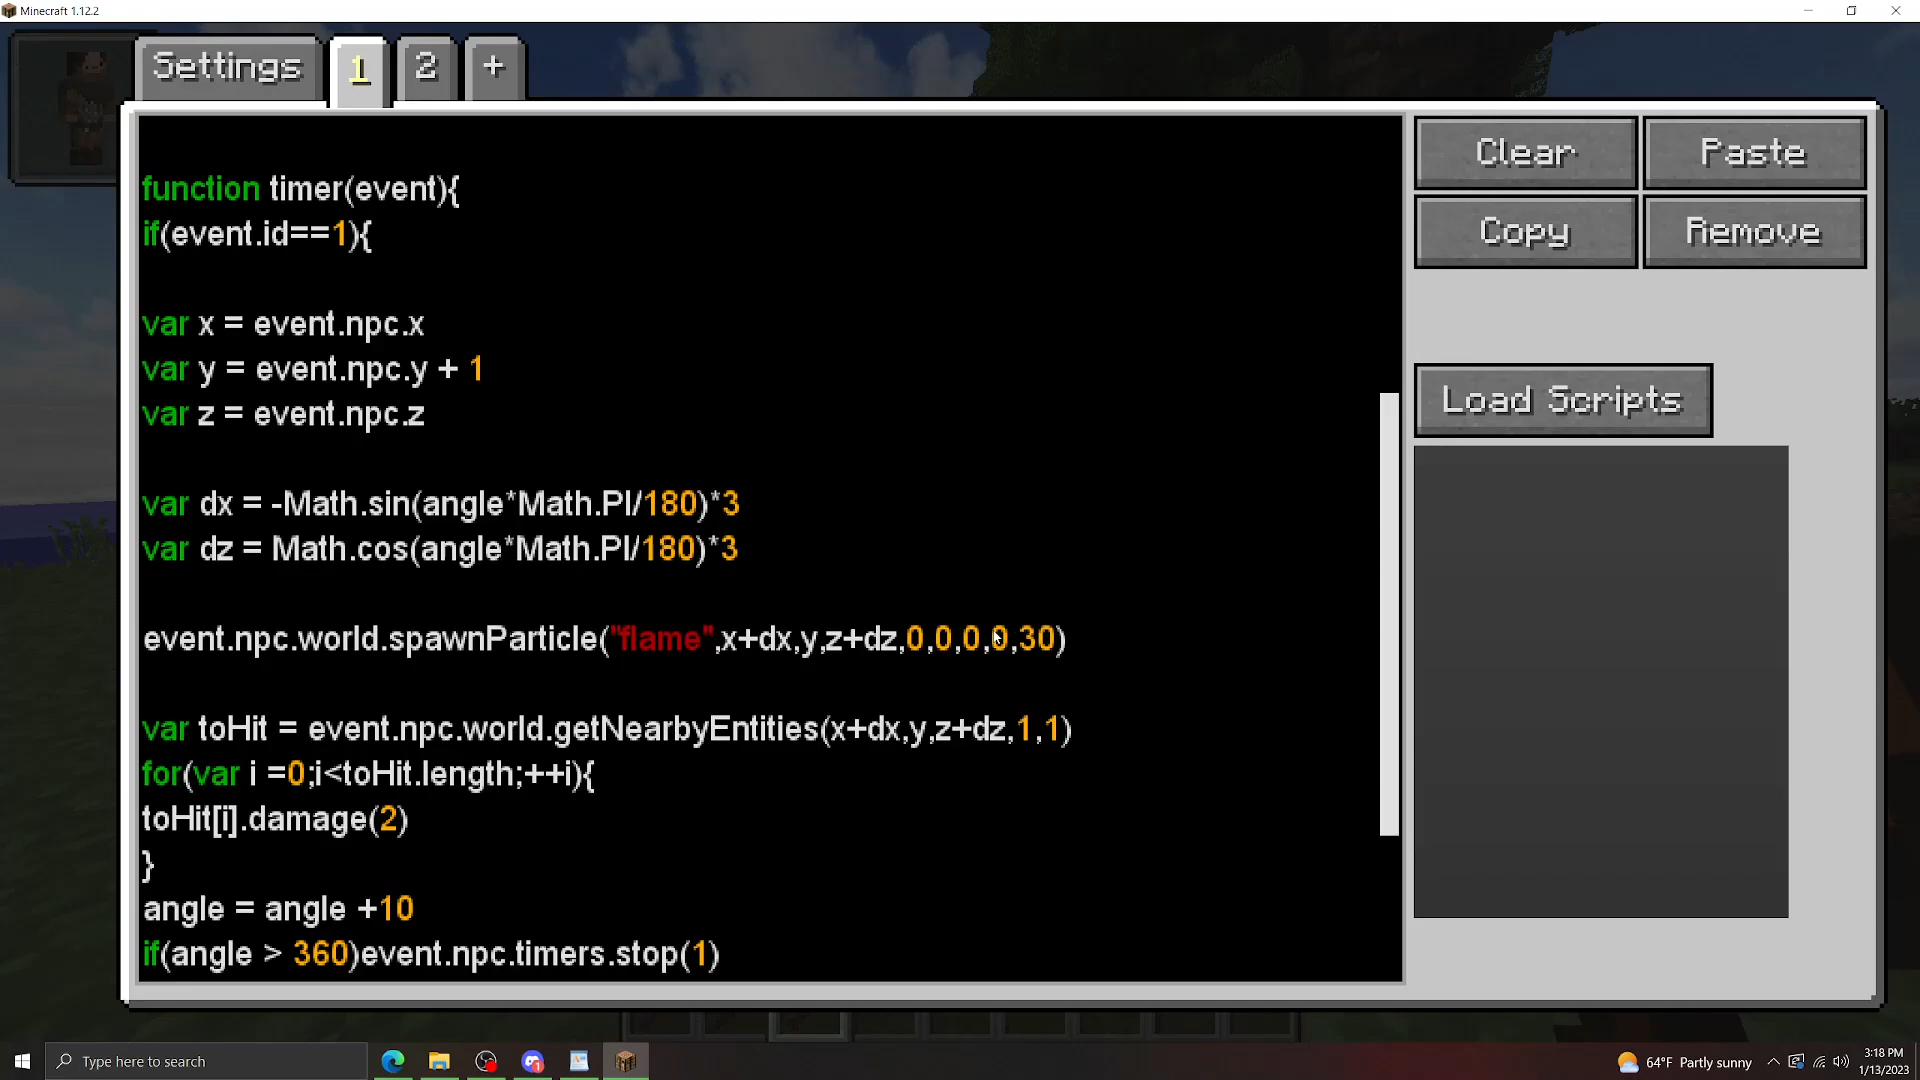 Minecraft 1.12.2
Settings
1
2
+
function timer(event){
if(event.id==1){
var x = event.npc.x
var y = event.npc.y + 1
var z = event.npc.z
var dx = -Math.sin(angle*Math.PI/180)*3
var dz = Math.cos(angle*Math.PI/180)*3
event.npc.world.spawnParticle("flame",x+dx,y,z+dz,0,0,0,0,30)
var toHit = event.npc.world.getNearbyEntities(x+dx,y,z+dz,1,1)
for(var i =0;i<toHit.length;++i){
toHit[i].damage(2)
}
angle = angle +10
if(angle > 360)event.npc.timers.stop(1)
Clear
Paste
Copy
Remove
Load Scripts
Type here to search
1
64°F Partly sunny
3:18 PM
1/13/2023